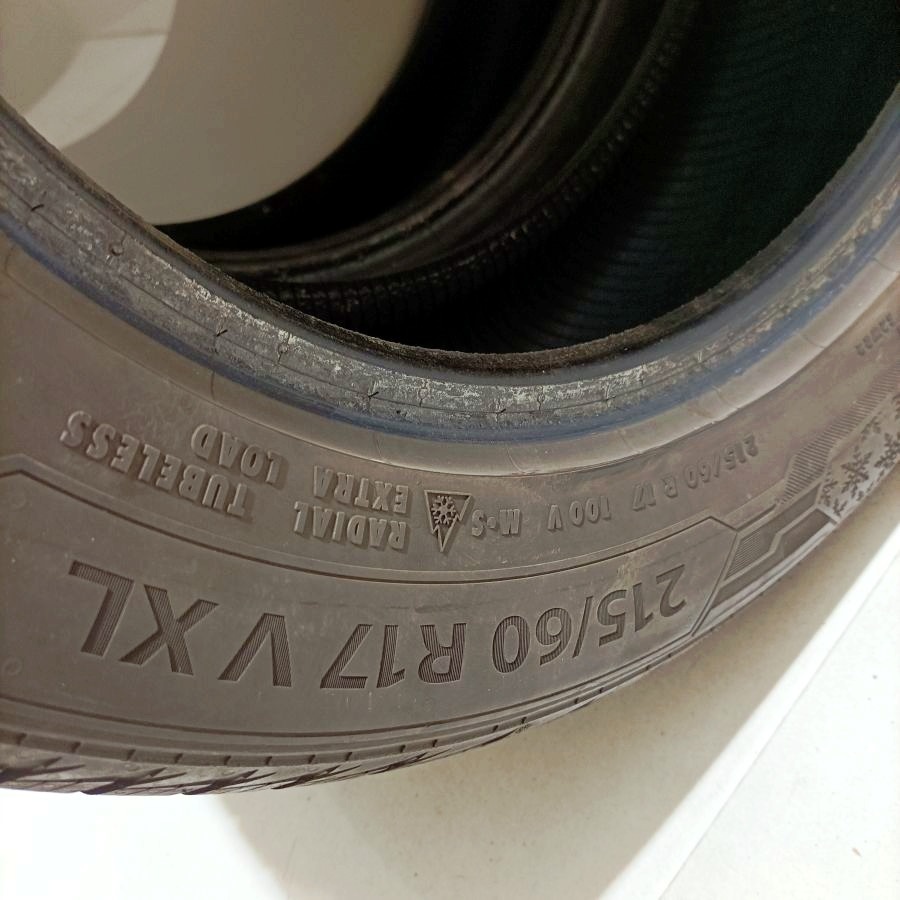 215/60 R17 V XL
215/60 R 17 100 V M+S
RADIAL TUBELESS
EXTRA LOAD